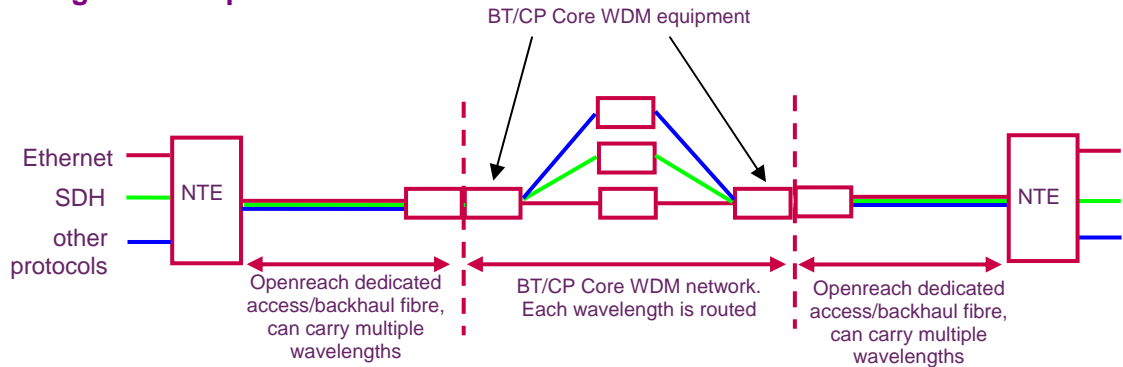 BT/CP Core WDM equipment
Ethernet
SDH
other
protocols
NTE
NTE
Openreach dedicated
access/backhaul fibre,
can carry multiple
wavelengths
BT/CP Core WDM network.
Each wavelength is routed
Openreach dedicated
access/backhaul fibre,
can carry multiple
wavelengths